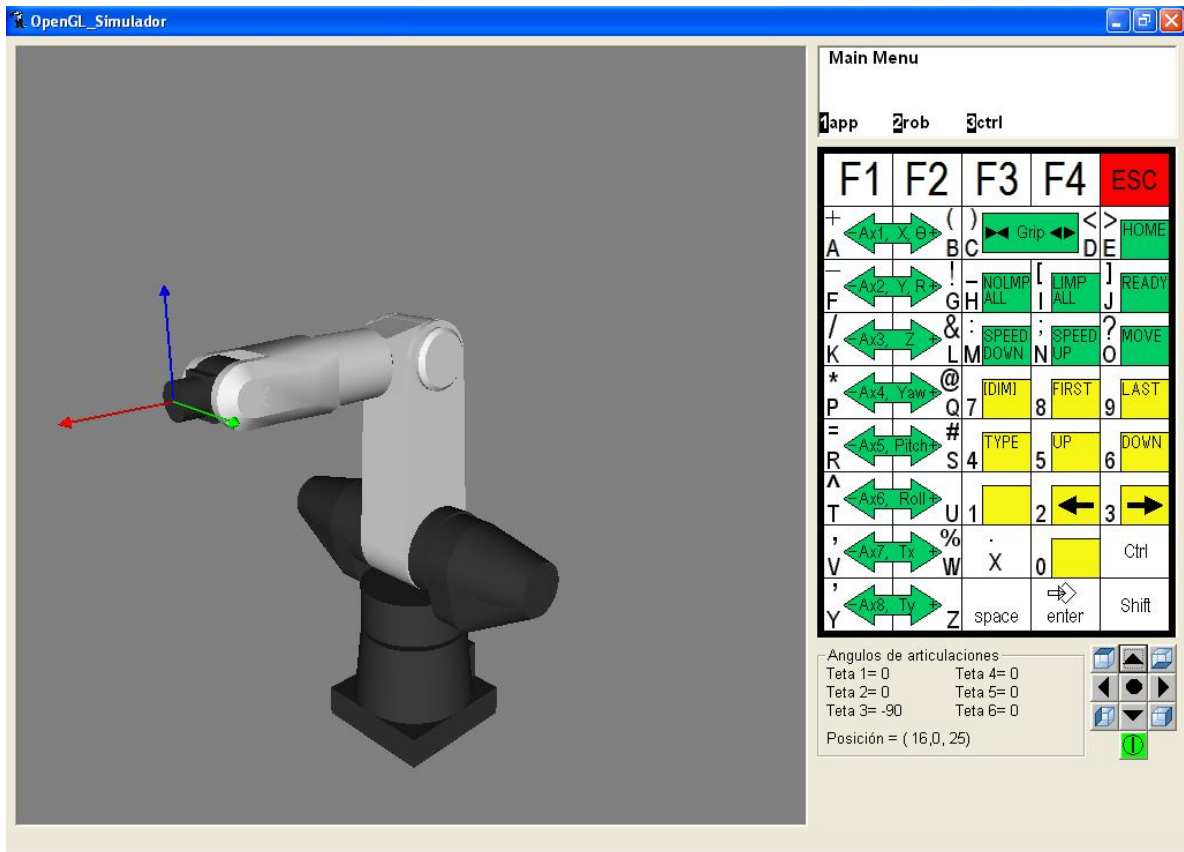 OpenGL_Simulador
Main Menu
1app 2rob 3ctrl
F1 F2 F3 F4 ESC
+ ( ) < >
-Ax1, X, Θ+ Grip HOME
A B C D E
− ! _ [ ]
-Ax2, Y, R+ NOLMP ALL LIMP ALL READY
F G H I J
/ & : ; ?
-Ax3, Z + SPEED DOWN SPEED UP MOVE
K L M N O
* @
-Ax4, Yaw+ [DIM] FIRST LAST
P Q 7 8 9
= #
-Ax5, Pitch+ TYPE UP DOWN
R S 4 5 6
^
-Ax6, Roll+
T U 1 2 3
, % .
-Ax7, Tx + X Ctrl
V W 0
'
-Ax8, Ty + space enter Shift
Y Z
Angulos de articulaciones
Teta 1= 0 Teta 4= 0
Teta 2= 0 Teta 5= 0
Teta 3= -90 Teta 6= 0
Posición = ( 16,0, 25)